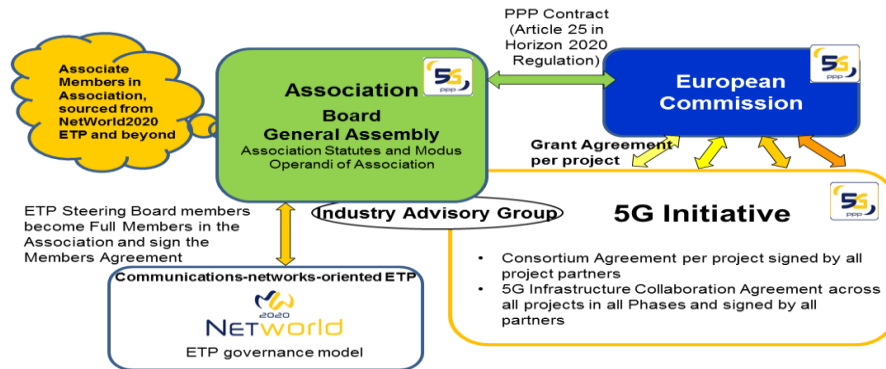 PPP Contract
(Article 25 in
Horizon 2020
Regulation)
Associate
Members in
Association,
sourced from
NetWorld2020
ETP and beyond
Association
5G
ppp
Board
General Assembly
Association Statutes and Modus
Operandi of Association
European
Commission
5G
ppp
Grant Agreement
per project
ETP Steering Board members
become Full Members in the
Association and sign the
Members Agreement
Industry Advisory Group
5G Initiative
5G
ppp
• Consortium Agreement per project signed by all
project partners
• 5G Infrastructure Collaboration Agreement across
all projects in all Phases and signed by all
partners
Communications-networks-oriented ETP
2020
NETWORLD
ETP governance model